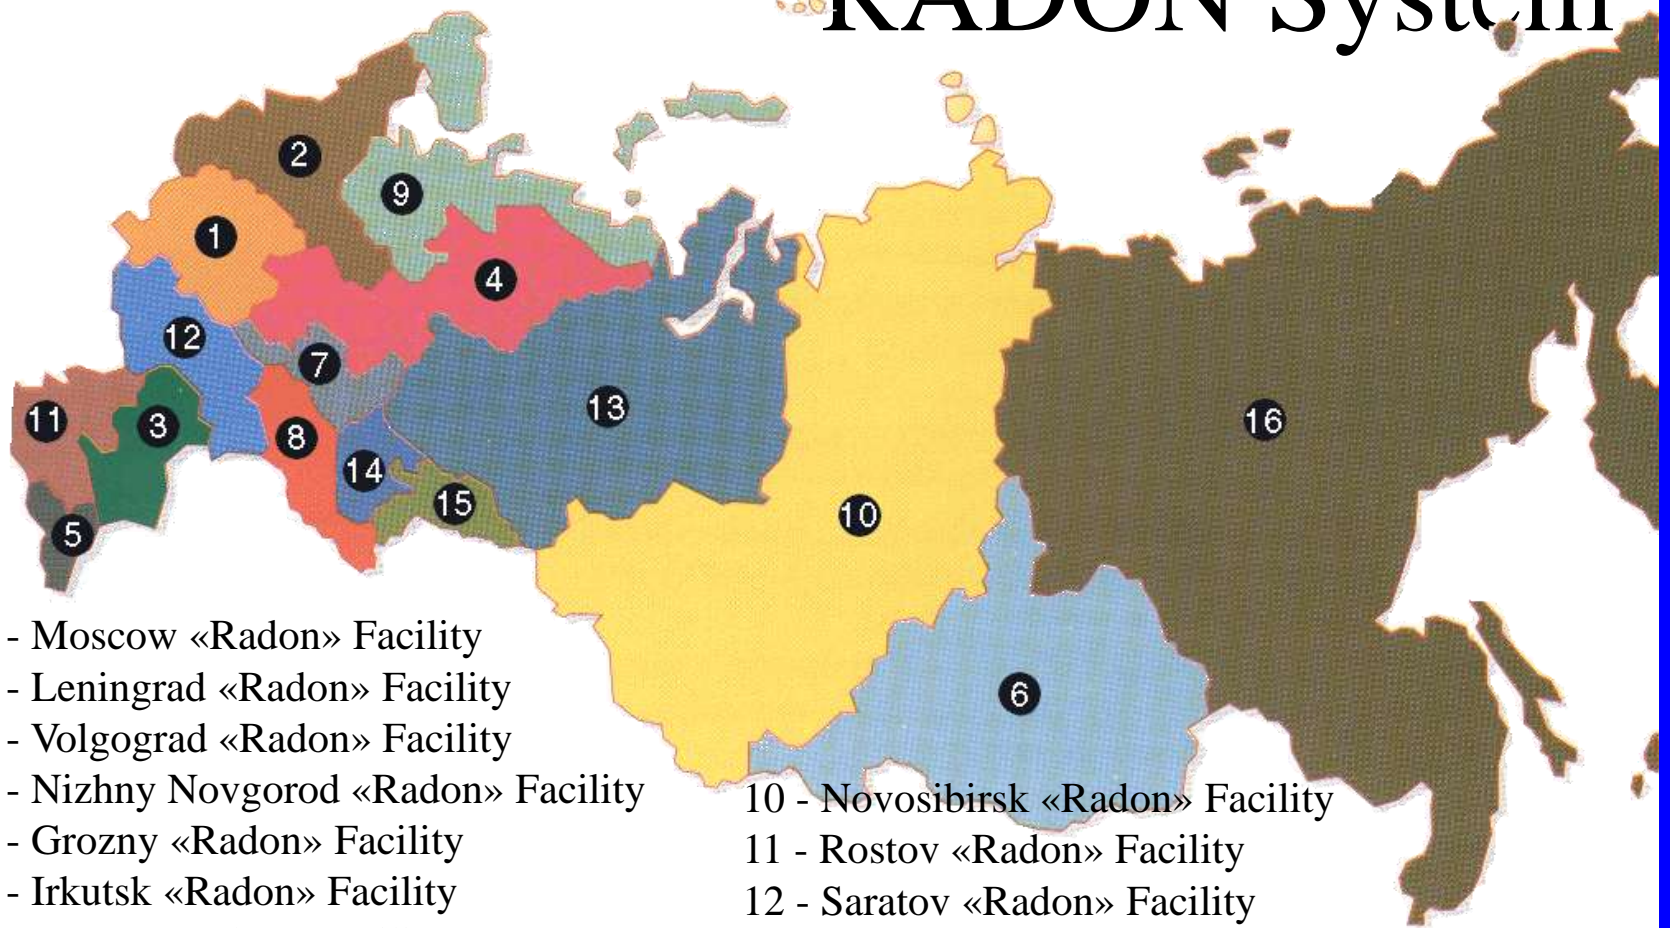 RADON System
2
9
1
4
12
7
13
11
3
8
16
14
15
10
5
6
- Moscow «Radon» Facility
- Leningrad «Radon» Facility
- Volgograd «Radon» Facility
- Nizhny Novgorod «Radon» Facility
- Grozny «Radon» Facility
- Irkutsk «Radon» Facility
10 - Novosibirsk «Radon» Facility
11 - Rostov «Radon» Facility
12 - Saratov «Radon» Facility